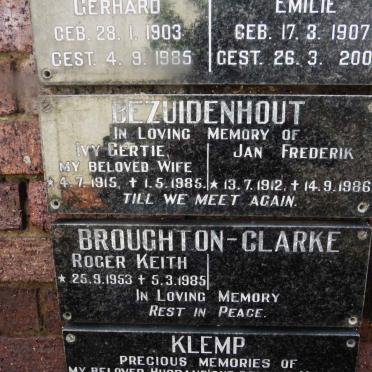 GERHARD EMILIE
GEB. 28. 1. 1903 GEB. 17. 3. 1907
GEST. 4. 9. 1985 GEST. 26. 3. 200
BEZUIDENHOUT
IN LOVING MEMORY OF
IVY GERTIE JAN FREDERIK
MY BELOVED WIFE
★ 4.7.1915. † 1.5.1985. ★ 13.7.1912. † 14.9.1986
TILL WE MEET AGAIN.
BROUGHTON-CLARKE
ROGER KEITH
★ 25.9.1953 † 5.3.1985
IN LOVING MEMORY
REST IN PEACE.
KLEMP
PRECIOUS MEMORIES OF
MY BELOVED HUSBAND